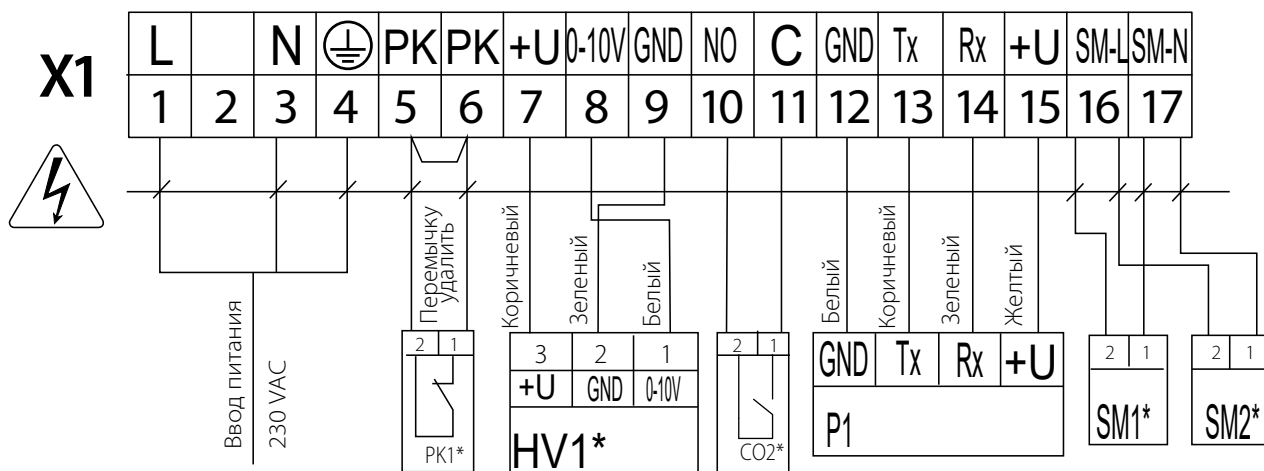 X1
L N PK PK +U 0-10V GND NO C GND Tx Rx +U SM-L SM-N
1 2 3 4 5 6 7 8 9 10 11 12 13 14 15 16 17
Ввод питания
230 VAC
Перемычку
удалить
Коричневый
Зеленый
Белый
Белый
Коричневый
Зеленый
Желтый
2 1
PK1*
3 2 1
+U GND 0-10V
HV1*
2 1
CO2*
GND Tx Rx +U
P1
2 1
SM1*
2 1
SM2*